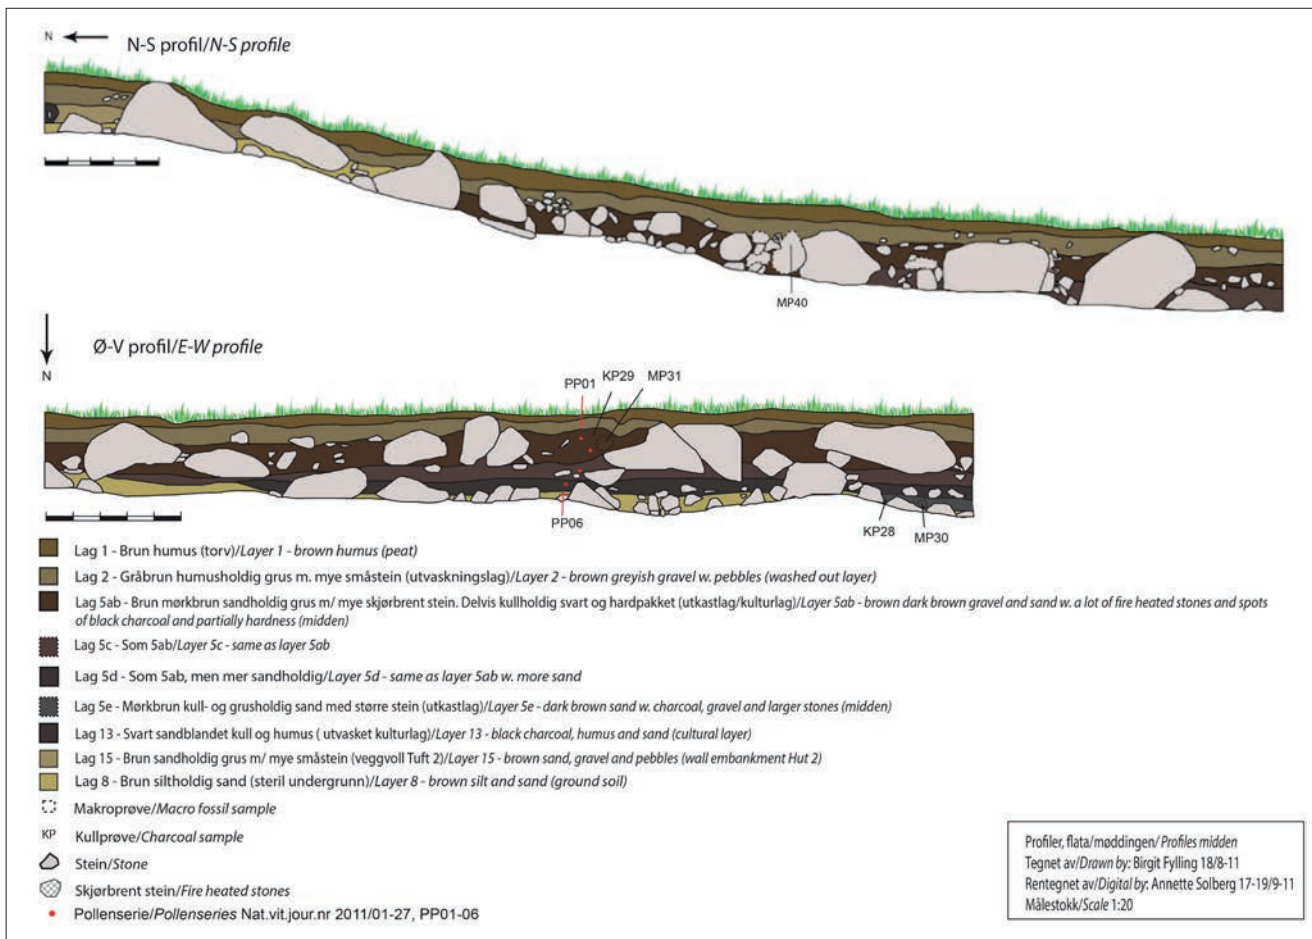 N
N-S profil/N-S profile
MP40
Ø-V profil/E-W profile
N
PP01
KP29
MP31
PP06
KP28
MP30
Lag 1 - Brun humus (torv)/Layer 1 - brown humus (peat)
Lag 2 - Gråbrun humusholdig grus m. mye småstein (utvaskningslag)/Layer 2 - brown greyish gravel w. pebbles (washed out layer)
Lag 5ab - Brun mørkbrun sandholdig grus m/ mye skjørbrent stein. Delvis kullholdig svart og hardpakket (utkastlag/kulturlag)/Layer 5ab - brown dark brown gravel and sand w. a lot of fire heated stones and spots
of black charcoal and partially hardness (midden)
Lag 5c - Som 5ab/Layer 5c - same as layer 5ab
Lag 5d - Som 5ab, men mer sandholdig/Layer 5d - same as layer 5ab w. more sand
Lag 5e - Mørkbrun kull- og grusholdig sand med større stein (utkastlag)/Layer 5e - dark brown sand w. charcoal, gravel and larger stones (midden)
Lag 13 - Svart sandblandet kull og humus ( utvasket kulturlag)/Layer 13 - black charcoal, humus and sand (cultural layer)
Lag 15 - Brun sandholdig grus m/ mye småstein (veggvoll Tuft 2)/Layer 15 - brown sand, gravel and pebbles (wall embankment Hut 2)
Lag 8 - Brun siltholdig sand (steril undergrunn)/Layer 8 - brown silt and sand (ground soil)
Makroprøve/Macro fossil sample
KP Kullprøve/Charcoal sample
Stein/Stone
Skjørbrent stein/Fire heated stones
Pollenserie/Pollenseries Nat.vit.jour.nr 2011/01-27, PP01-06
Profiler, flata/møddingen/ Profiles midden
Tegnet av/Drawn by: Birgit Fylling 18/8-11
Rentegnet av/Digital by: Annette Solberg 17-19/9-11
Målestokk/Scale 1:20